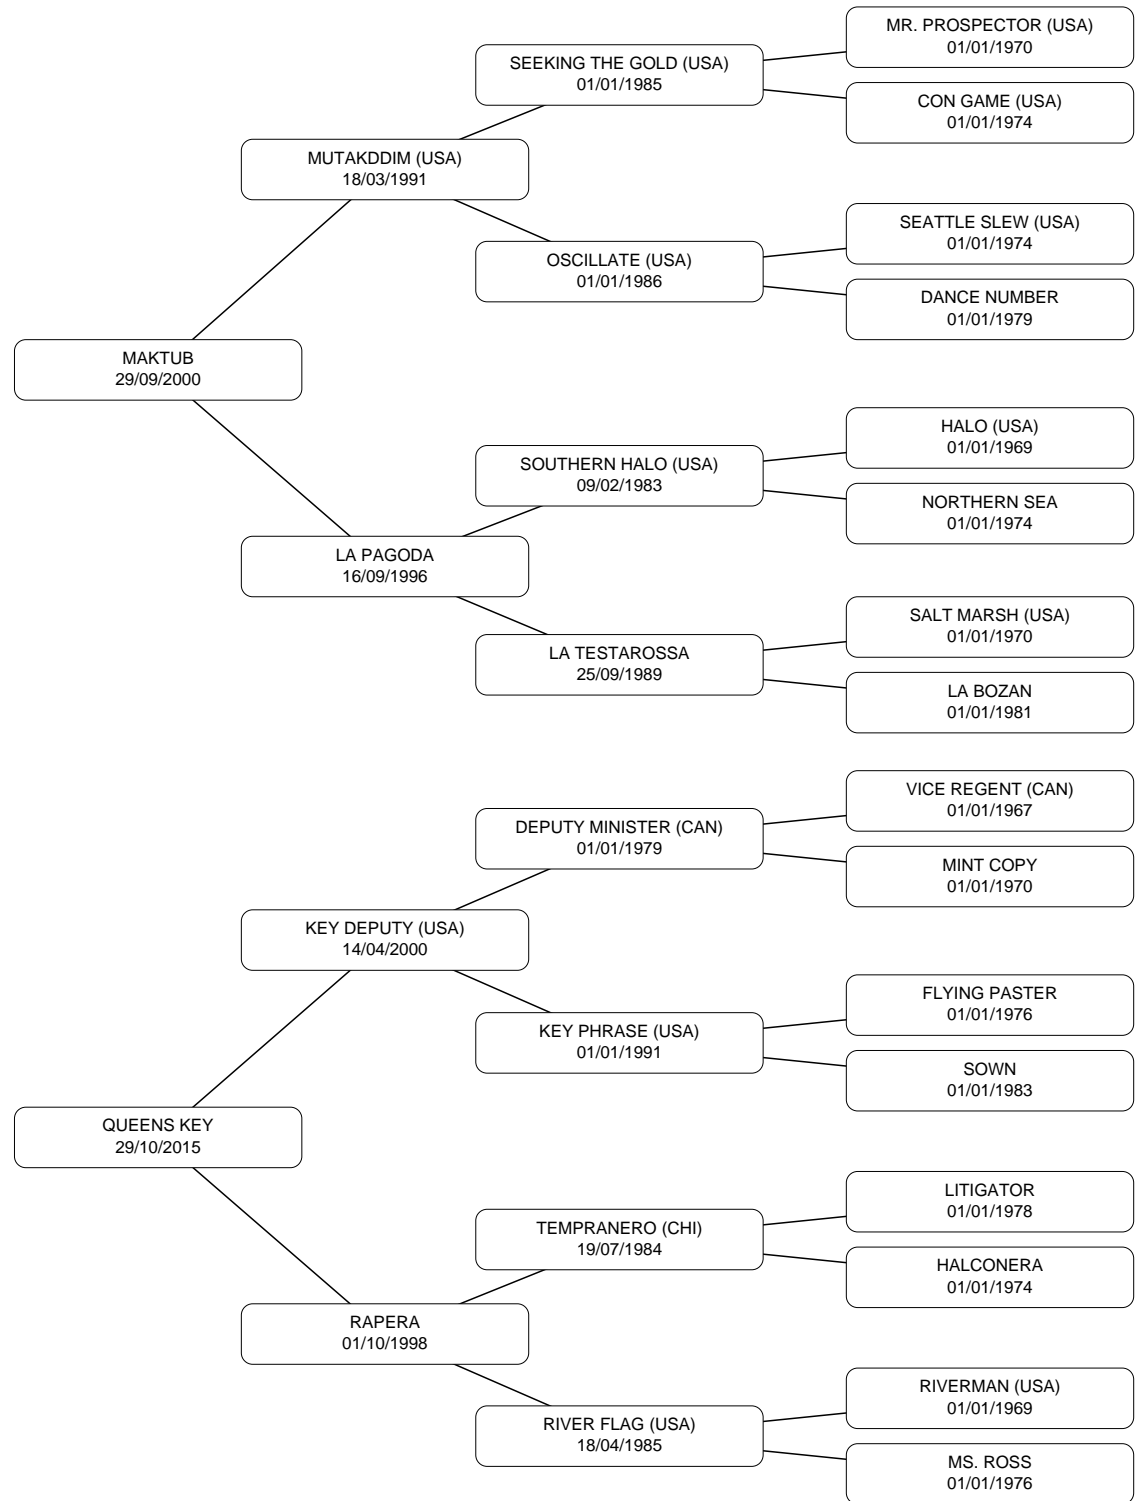 MR. PROSPECTOR (USA)
01/01/1970
SEEKING THE GOLD (USA)
01/01/1985
CON GAME (USA)
01/01/1974
MUTAKDDIM (USA)
18/03/1991
SEATTLE SLEW (USA)
01/01/1974
OSCILLATE (USA)
01/01/1986
DANCE NUMBER
01/01/1979
MAKTUB
29/09/2000
HALO (USA)
01/01/1969
SOUTHERN HALO (USA)
09/02/1983
NORTHERN SEA
01/01/1974
LA PAGODA
16/09/1996
SALT MARSH (USA)
01/01/1970
LA TESTAROSSA
25/09/1989
LA BOZAN
01/01/1981
VICE REGENT (CAN)
01/01/1967
DEPUTY MINISTER (CAN)
01/01/1979
MINT COPY
01/01/1970
KEY DEPUTY (USA)
14/04/2000
FLYING PASTER
01/01/1976
KEY PHRASE (USA)
01/01/1991
SOWN
01/01/1983
QUEENS KEY
29/10/2015
LITIGATOR
01/01/1978
TEMPRANERO (CHI)
19/07/1984
HALCONERA
01/01/1974
RAPERA
01/10/1998
RIVERMAN (USA)
01/01/1969
RIVER FLAG (USA)
18/04/1985
MS. ROSS
01/01/1976